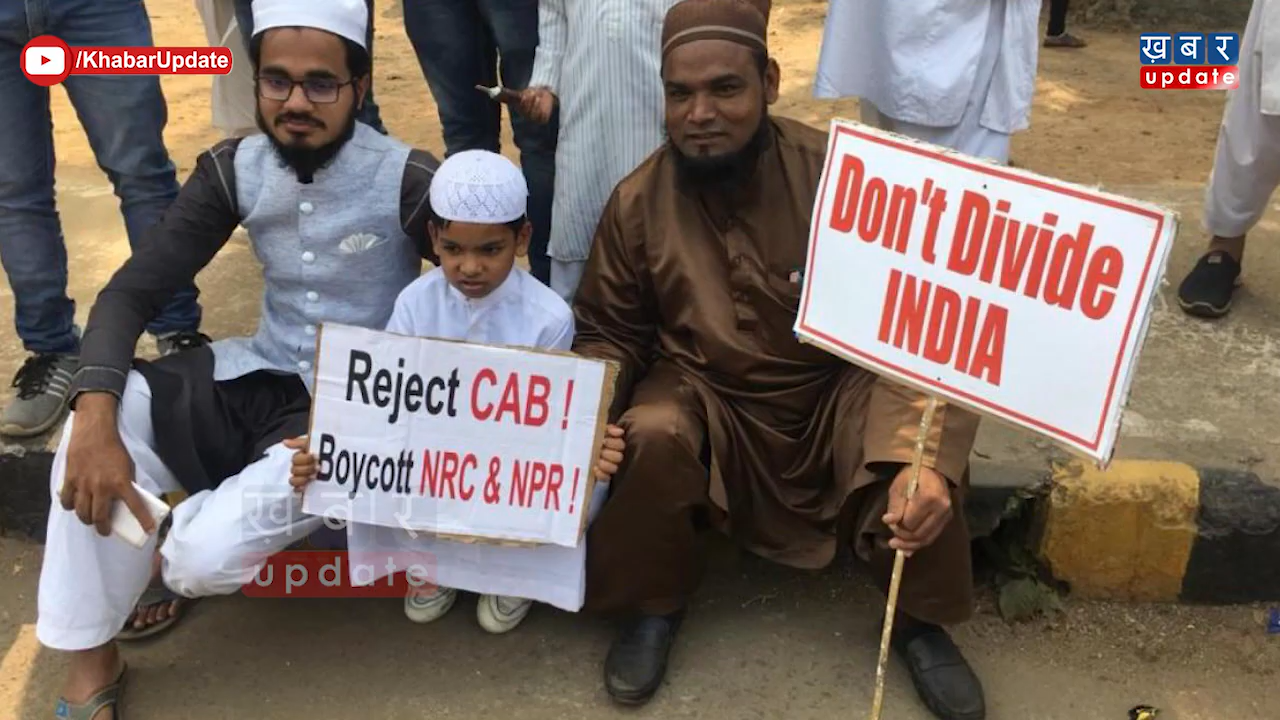 /KhabarUpdate
ख़बर
update
Don't Divide
INDIA
Reject CAB !
Boycott NRC & NPR !
ख़बर
update